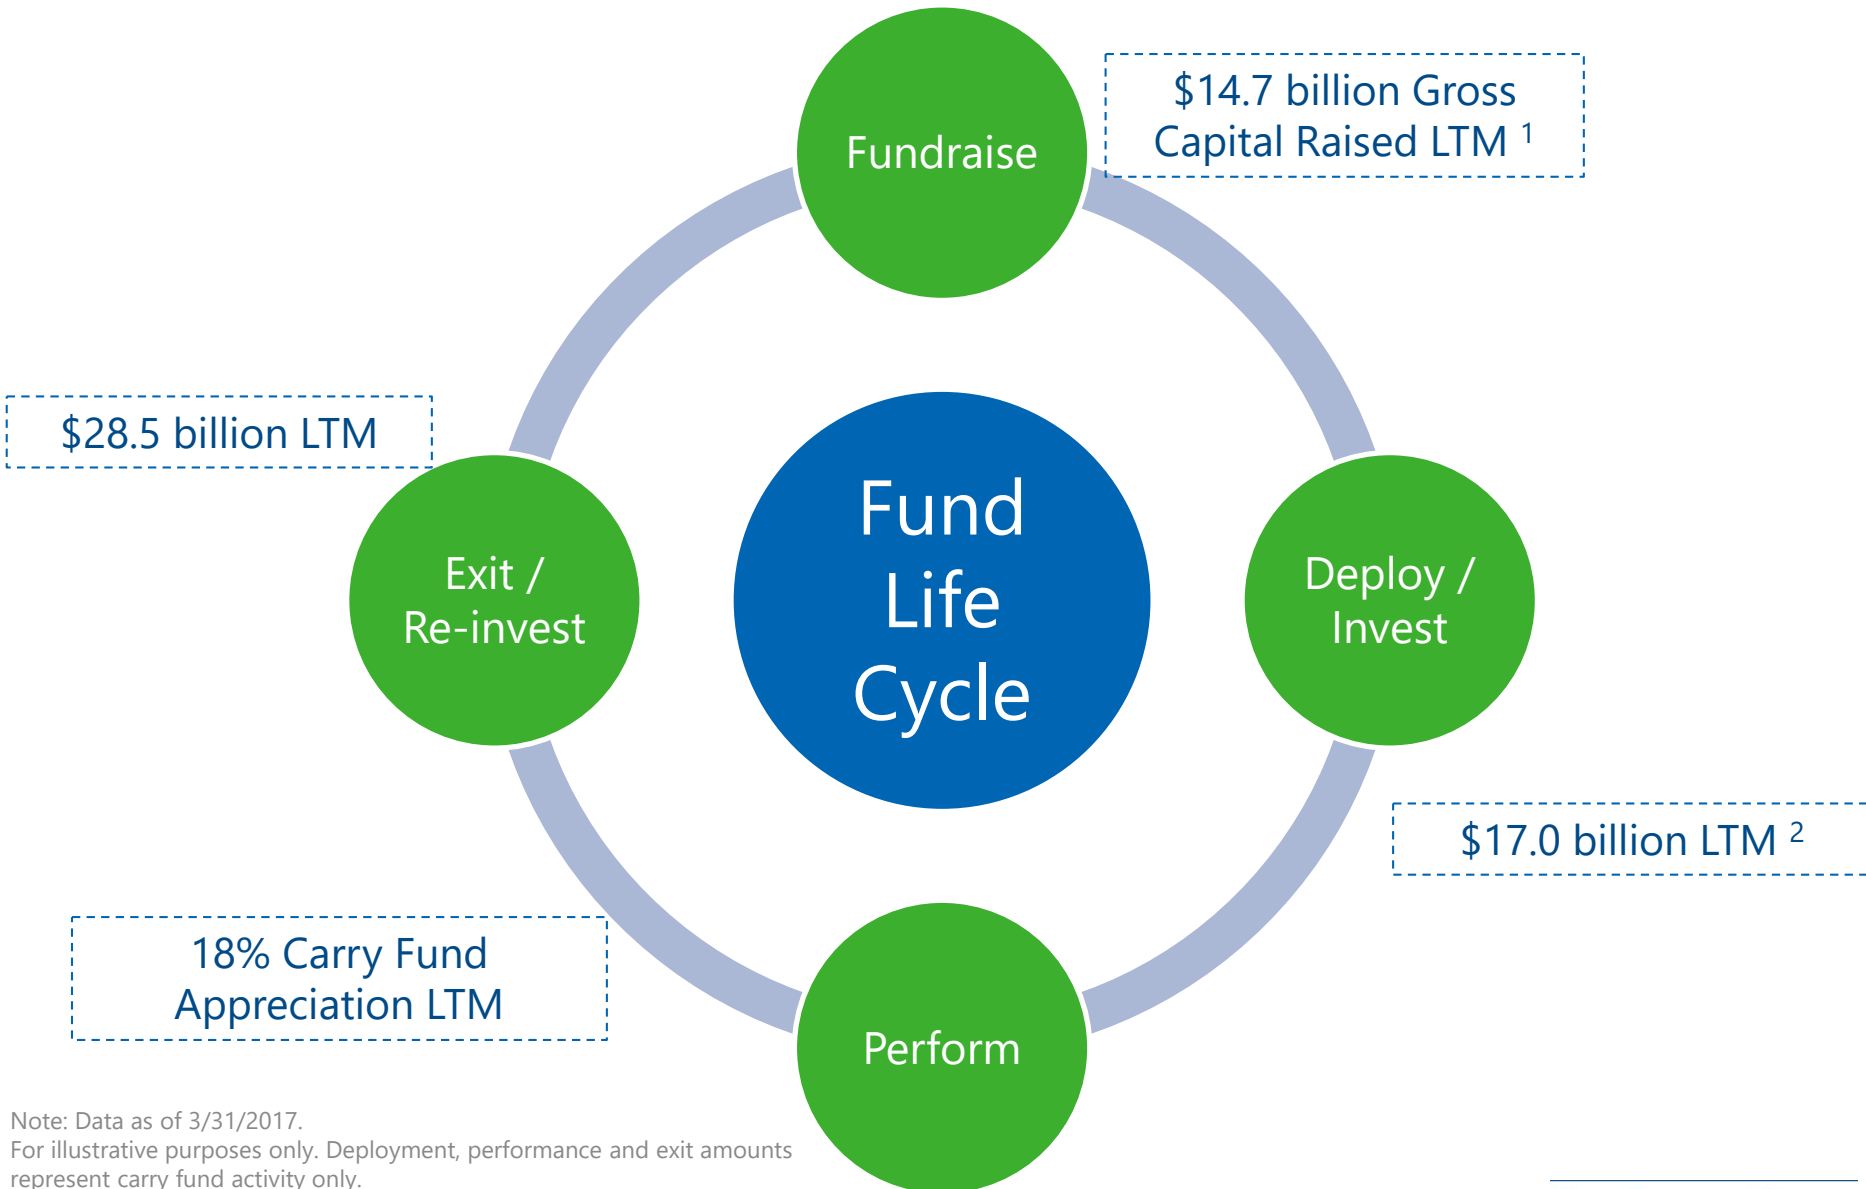 Fundraise
$14.7 billion Gross
Capital Raised LTM 1
$28.5 billion LTM
Exit /
Re-invest
Fund
Life
Cycle
Deploy /
Invest
$17.0 billion LTM 2
18% Carry Fund
Appreciation LTM
Perform
Note: Data as of 3/31/2017.
For illustrative purposes only. Deployment, performance and exit amounts
represent carry fund activity only.